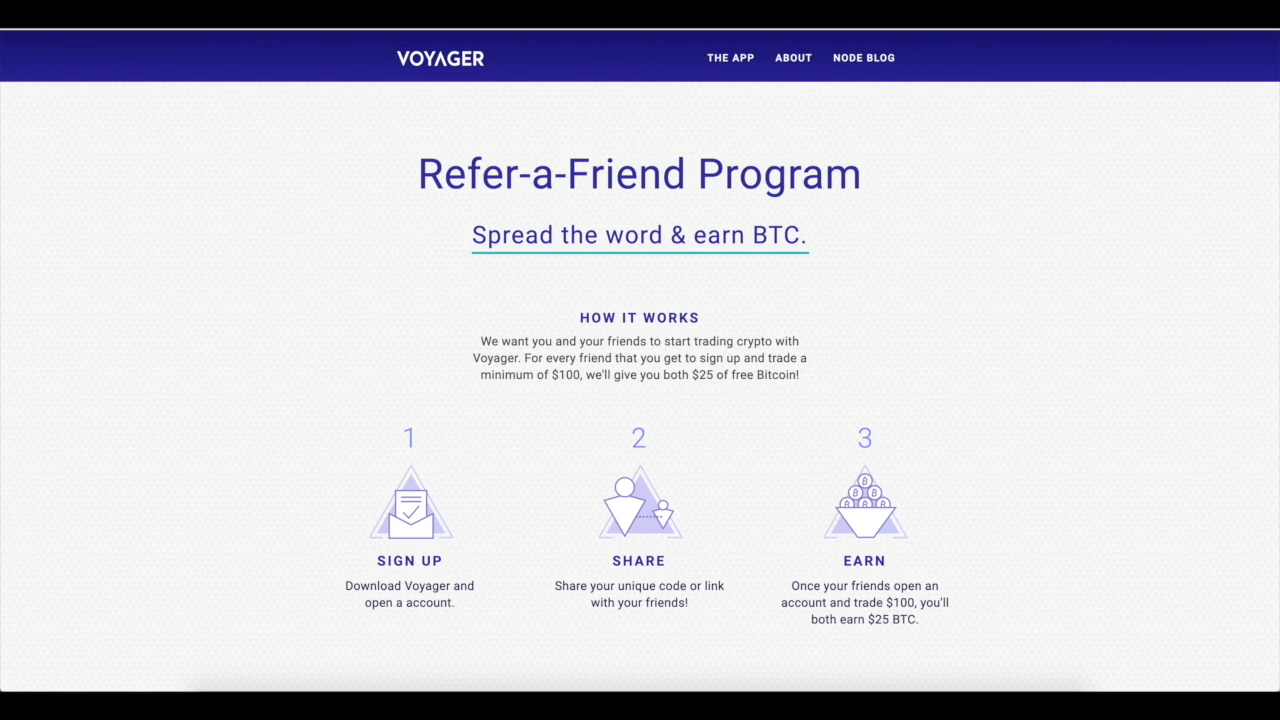 VOYAGER
THE APP ABOUT NODE BLOG
Refer-a-Friend Program
Spread the word & earn BTC.
HOW IT WORKS
We want you and your friends to start trading crypto with
Voyager. For every friend that you get to sign up and trade a
minimum of $100, we'll give you both $25 of free Bitcoin!
1
SIGN UP
Download Voyager and
open a account.
2
SHARE
Share your unique code or link
with your friends!
3
EARN
Once your friends open an
account and trade $100, you'll
both earn $25 BTC.